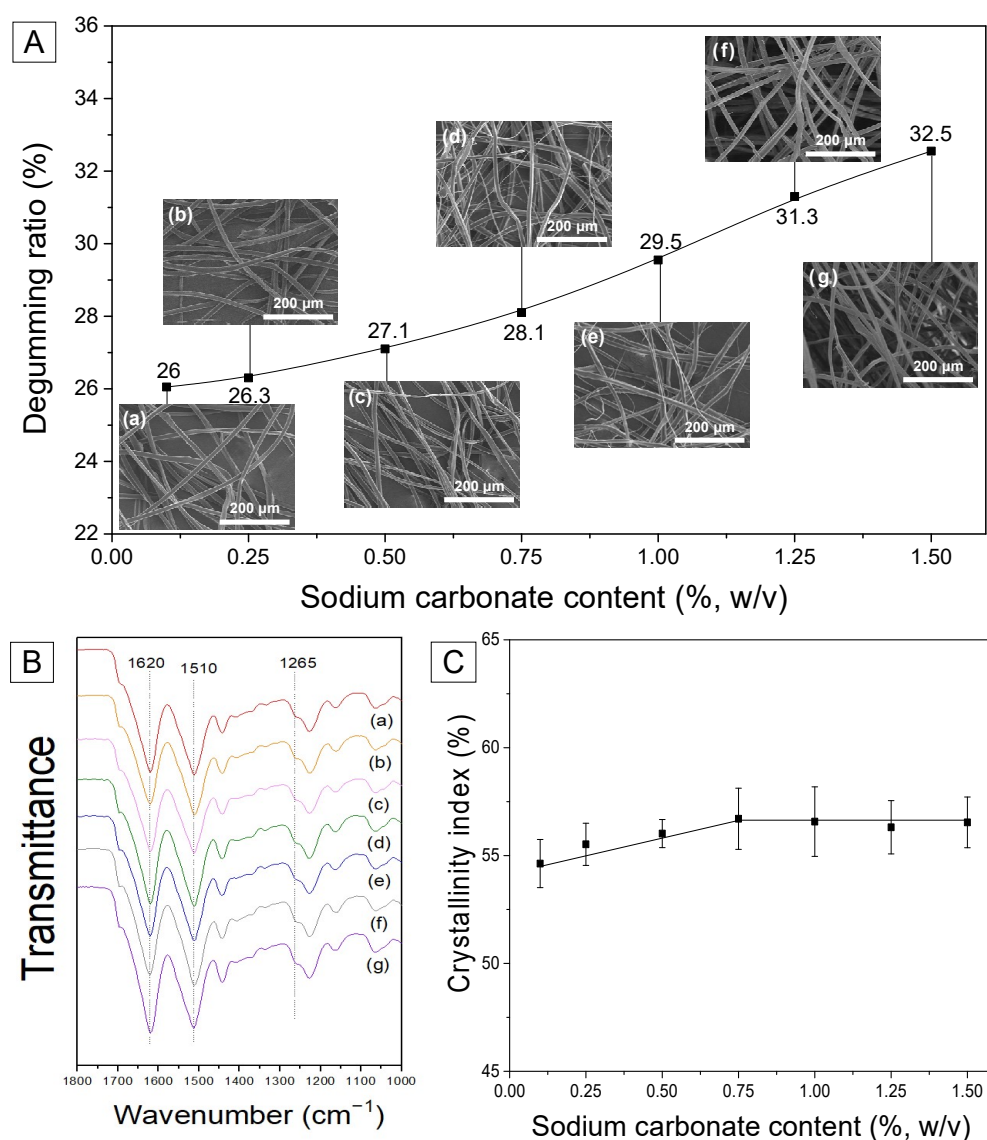 A
36
34
32
30
28
26
24
22
Degumming ratio (%)
(a)
200 μm
(b)
200 μm
(c)
200 μm
(d)
200 μm
(e)
200 μm
(f)
200 μm
(g)
200 μm
26
26.3
27.1
28.1
29.5
31.3
32.5
0.00
0.25
0.50
0.75
1.00
1.25
1.50
Sodium carbonate content (%, w/v)
B
1620
1510
1265
(a)
(b)
(c)
(d)
(e)
(f)
(g)
Transmittance
1800
1700
1600
1500
1400
1300
1200
1100
1000
Wavenumber (cm⁻¹)
C
65
60
55
50
45
Crystallinity index (%)
0.00
0.25
0.50
0.75
1.00
1.25
1.50
Sodium carbonate content (%, w/v)